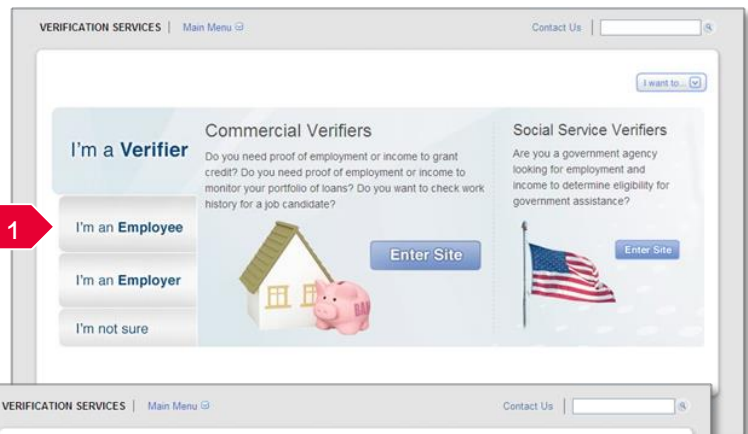 VERIFICATION SERVICES | Main Menu
Contact Us |
I want to...
I'm a Verifier
Commercial Verifiers
Do you need proof of employment or income to grant
credit? Do you need proof of employment or income to
monitor your portfolio of loans? Do you want to check work
history for a job candidate?
Enter Site
Social Service Verifiers
Are you a government agency
looking for employment and
income to determine eligibility for
government assistance?
Enter Site
1
I'm an Employee
I'm an Employer
I'm not sure
BANK
VERIFICATION SERVICES | Main Menu
Contact Us |